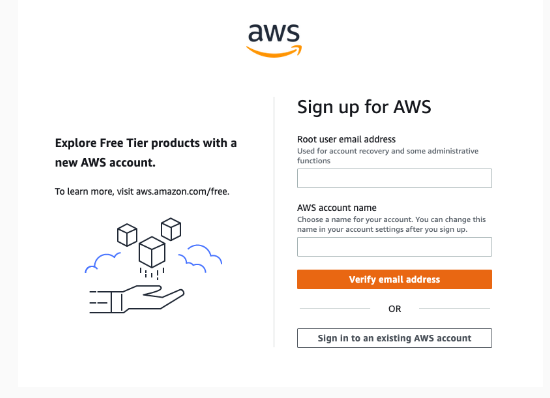 aws
Explore Free Tier products with a
new AWS account.
To learn more, visit aws.amazon.com/free.
Sign up for AWS
Root user email address
Used for account recovery and some administrative
functions
AWS account name
Choose a name for your account. You can change this
name in your account settings after you sign up.
Verify email address
OR
Sign in to an existing AWS account